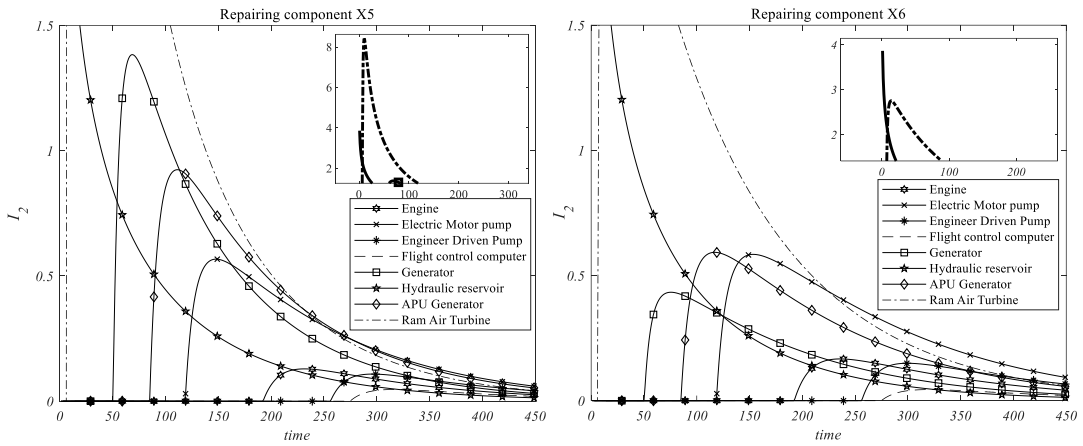 Repairing component X5
1.5
1
0.5
0
I2
0 50 100 150 200 250 300 350 400 450
time
8
6
4
2
0 100 200 300
Engine
Electric Motor pump
Engineer Driven Pump
Flight control computer
Generator
Hydraulic reservoir
APU Generator
Ram Air Turbine
Repairing component X6
1.5
1
0.5
0
I2
0 50 100 150 200 250 300 350 400 450
time
4
3
2
0 100 200
Engine
Electric Motor pump
Engineer Driven Pump
Flight control computer
Generator
Hydraulic reservoir
APU Generator
Ram Air Turbine